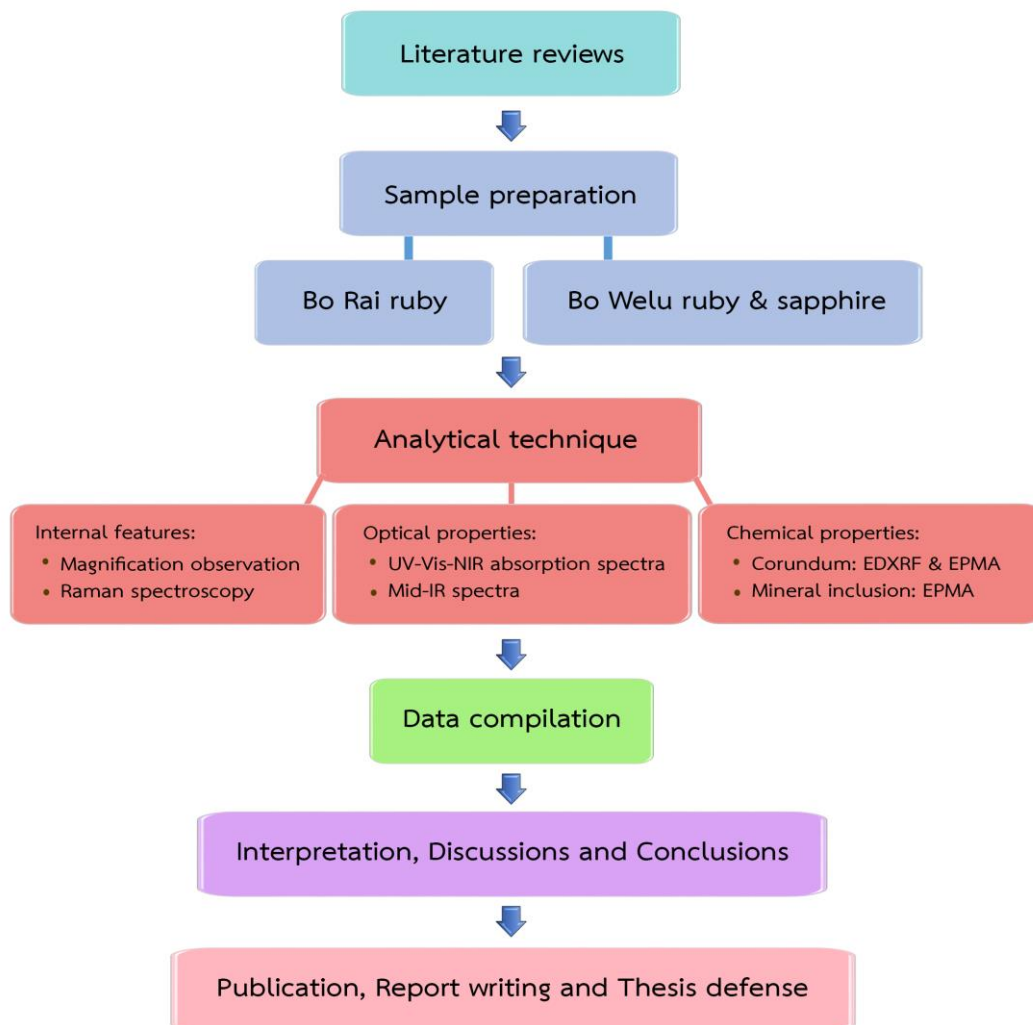 Literature reviews
Sample preparation
Bo Rai ruby
Bo Welu ruby & sapphire
Analytical technique
Internal features:
• Magnification observation
• Raman spectroscopy
Optical properties:
• UV-Vis-NIR absorption spectra
• Mid-IR spectra
Chemical properties:
• Corundum: EDXRF & EPMA
• Mineral inclusion: EPMA
Data compilation
Interpretation, Discussions and Conclusions
Publication, Report writing and Thesis defense